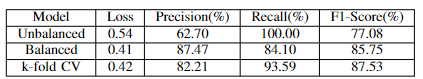 Model Loss Precision(%) Recall(%) F1-Score(%)
Unbalanced 0.54 62.70 100.00 77.08
Balanced 0.41 87.47 84.10 85.75
k-fold CV 0.42 82.21 93.59 87.53